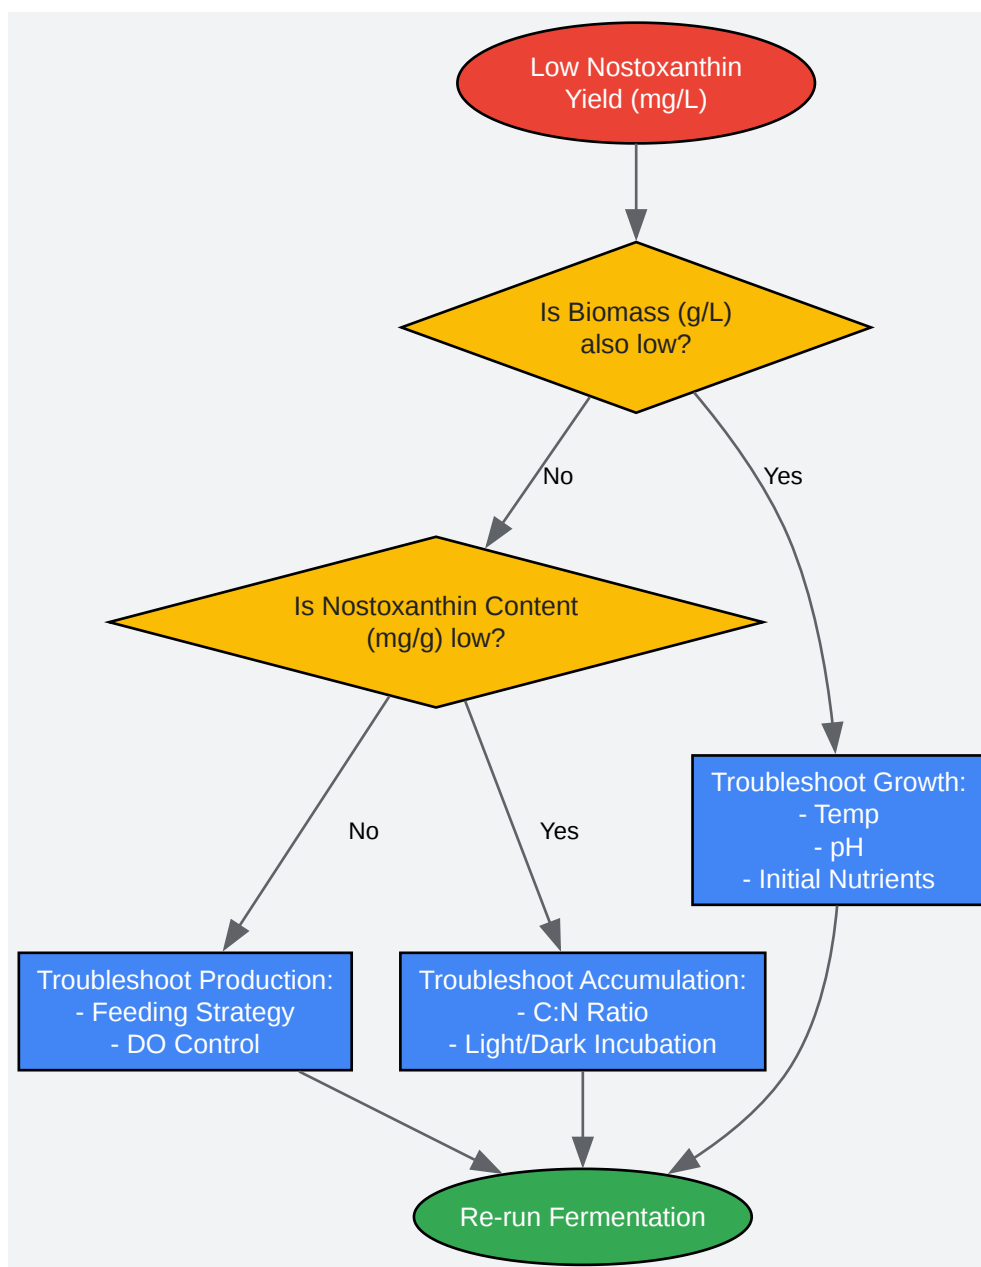 Low Nostoxanthin
Yield (mg/L)
Is Biomass (g/L)
also low?
No
Yes
Is Nostoxanthin Content
(mg/g) low?
Troubleshoot Growth:
- Temp
- pH
- Initial Nutrients
No
Yes
Troubleshoot Production:
- Feeding Strategy
- DO Control
Troubleshoot Accumulation:
- C:N Ratio
- Light/Dark Incubation
Re-run Fermentation